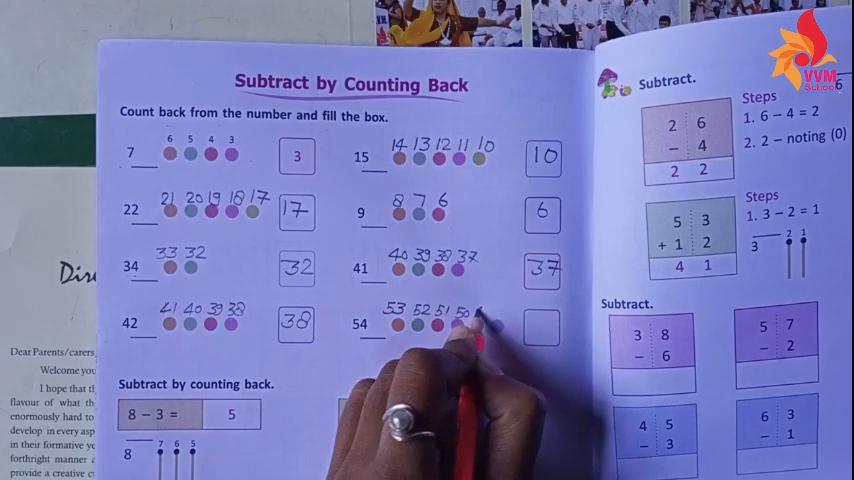 VVM
School
Subtract by Counting Back
Count back from the number and fill the box.
7 6 5 4 3 3
15 14 13 12 11 10 10
22 21 20 19 18 17 17
9 8 7 6 6
34 33 32 32
41 40 39 38 37 37
42 41 40 39 38 38
54 53 52 51 50
Subtract by counting back.
8 − 3 = 5
8 7 6 5
Subtract.
2 6
− 4
2 2
Steps
1. 6 − 4 = 2
2. 2 − noting (0)
5 3
+ 1 2
4 1
Steps
1. 3 − 2 = 1
3 2 1
Subtract.
3 8
− 6
5 7
− 2
4 5
− 3
6 3
− 1
6
Dear Parents/carers,
Welcome you
I hope that
flavour of what
enormously hard to
develop in every asp
in their formative
forthright manner
provide a creative